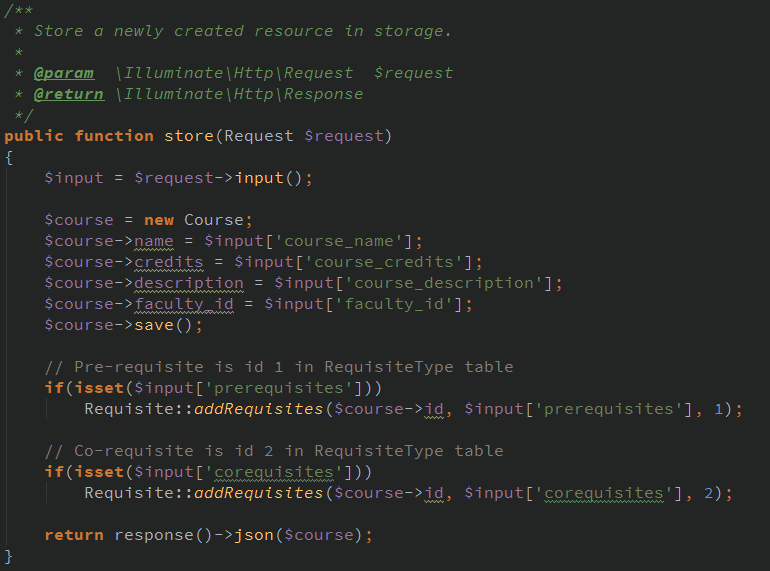 /**
 * Store a newly created resource in storage.
 *
 * @param  \Illuminate\Http\Request  $request
 * @return \Illuminate\Http\Response
 */
public function store(Request $request)
{
    $input = $request->input();

    $course = new Course;
    $course->name = $input['course_name'];
    $course->credits = $input['course_credits'];
    $course->description = $input['course_description'];
    $course->faculty_id = $input['faculty_id'];
    $course->save();

    // Pre-requisite is id 1 in RequisiteType table
    if(isset($input['prerequisites']))
        Requisite::addRequisites($course->id, $input['prerequisites'], 1);

    // Co-requisite is id 2 in RequisiteType table
    if(isset($input['corequisites']))
        Requisite::addRequisites($course->id, $input['corequisites'], 2);

    return response()->json($course);
}